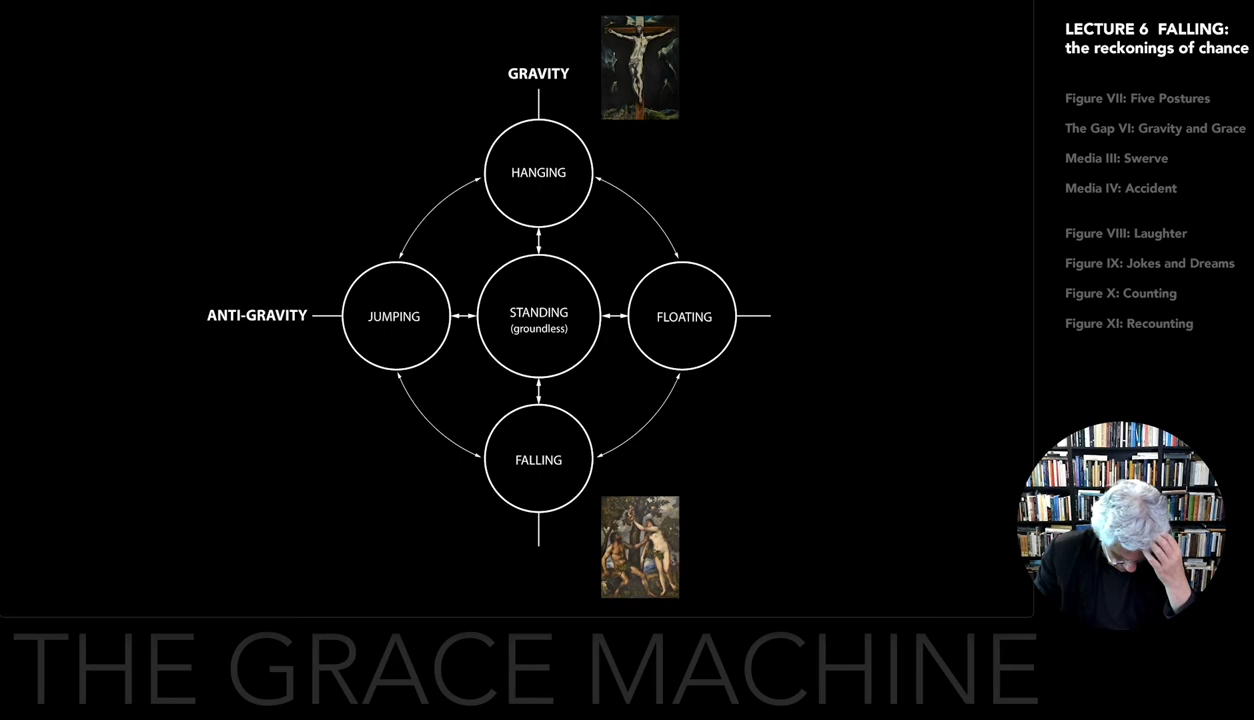 LECTURE 6 FALLING:
the reckonings of chance
Figure VII: Five Postures
The Gap VI: Gravity and Grace
Media III: Swerve
Media IV: Accident
Figure VIII: Laughter
Figure IX: Jokes and Dreams
Figure X: Counting
Figure XI: Recounting
GRAVITY
HANGING
ANTI-GRAVITY
JUMPING
STANDING
(groundless)
FLOATING
FALLING
THE GRACE MACHINE